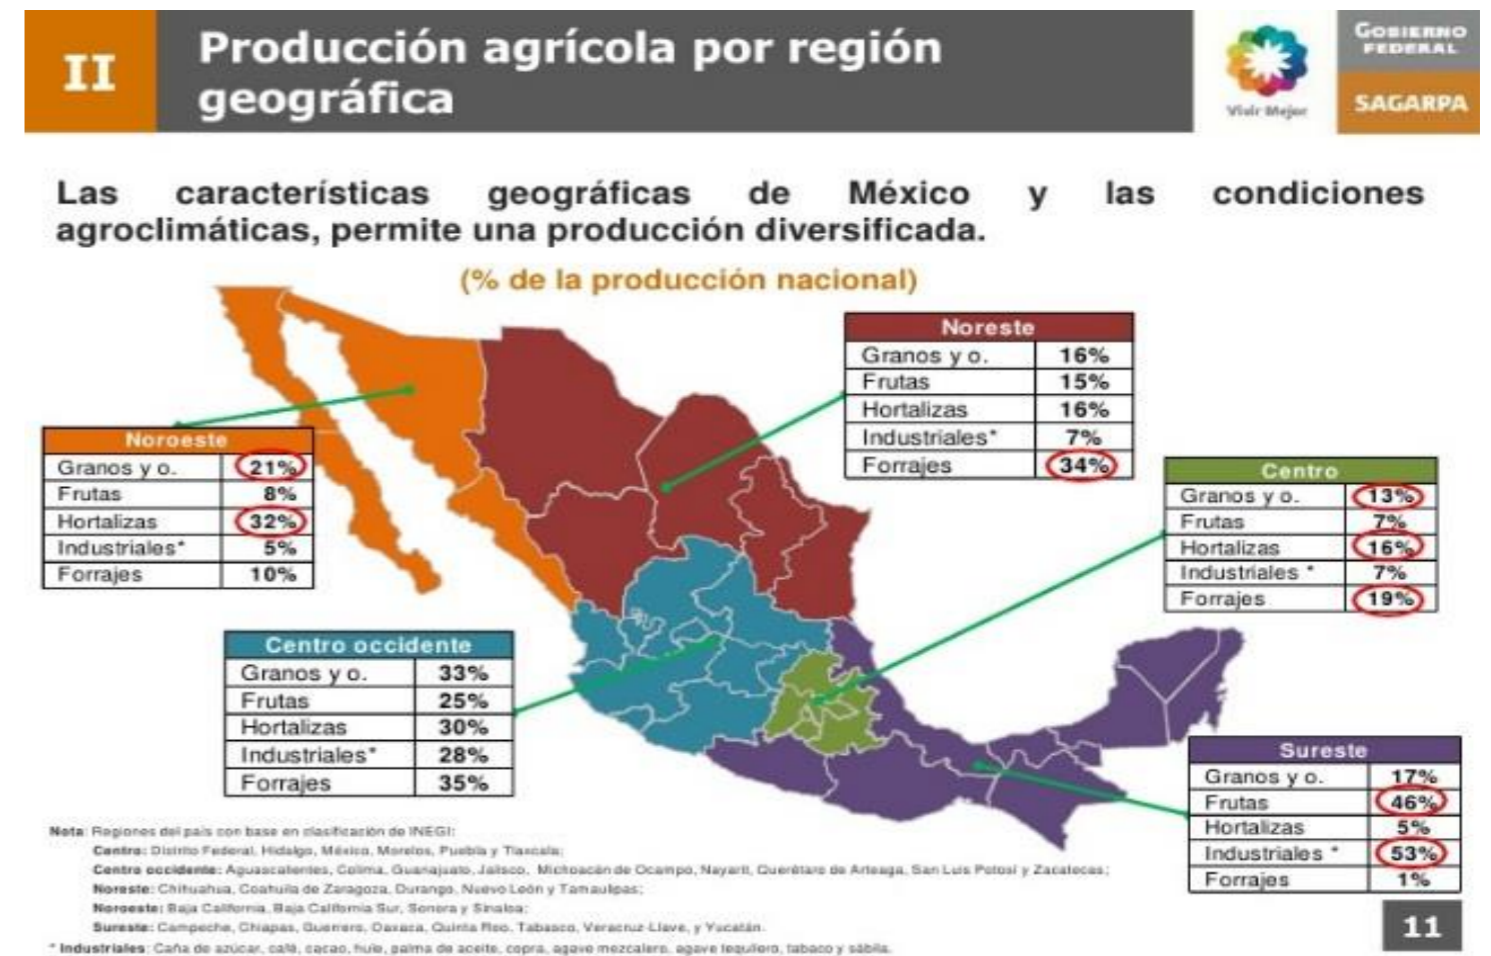 II
Producción agrícola por región
geográfica
Vivir Mejor
GOBIERNO
FEDERAL
SAGARPA
Las características geográficas de México y las condiciones
agroclimáticas, permite una producción diversificada.
(% de la producción nacional)
Noreste
Granos y o. 16%
Frutas 15%
Hortalizas 16%
Industriales* 7%
Forrajes 34%
Noroeste
Granos y o. 21%
Frutas 8%
Hortalizas 32%
Industriales* 5%
Forrajes 10%
Centro
Granos y o. 13%
Frutas 7%
Hortalizas 16%
Industriales * 7%
Forrajes 19%
Centro occidente
Granos y o. 33%
Frutas 25%
Hortalizas 30%
Industriales* 28%
Forrajes 35%
Sureste
Granos y o. 17%
Frutas 46%
Hortalizas 5%
Industriales * 53%
Forrajes 1%
Nota: Regiones del país con base en clasificación de INEGI:
Centro: Distrito Federal, Hidalgo, México, Morelos, Puebla y Tlaxcala;
Centro occidente: Aguascalientes, Colima, Guanajuato, Jalisco, Michoacán de Ocampo, Nayarit, Querétaro de Arteaga, San Luis Potosí y Zacatecas;
Noreste: Chihuahua, Coahuila de Zaragoza, Durango, Nuevo León y Tamaulipas;
Noroeste: Baja California, Baja California Sur, Sonora y Sinaloa;
Sureste: Campeche, Chiapas, Guerrero, Oaxaca, Quinta Roo, Tabasco, Veracruz-Llave, y Yucatán.
* Industriales: Caña de azúcar, café, cacao, hule, palma de aceite, copra, agave mezcalero, agave tequilero, tabaco y sábila.
11